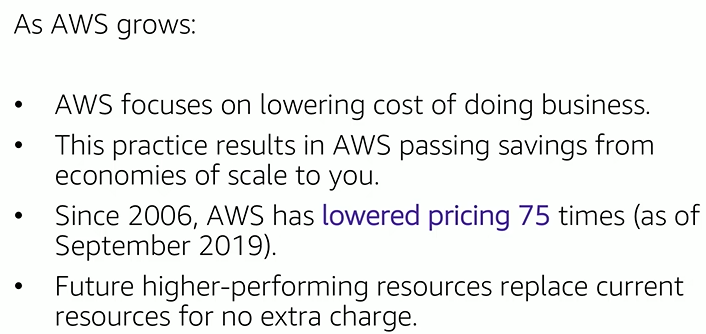 As AWS grows:
• AWS focuses on lowering cost of doing business.
• This practice results in AWS passing savings from
economies of scale to you.
• Since 2006, AWS has lowered pricing 75 times (as of
September 2019).
• Future higher-performing resources replace current
resources for no extra charge.